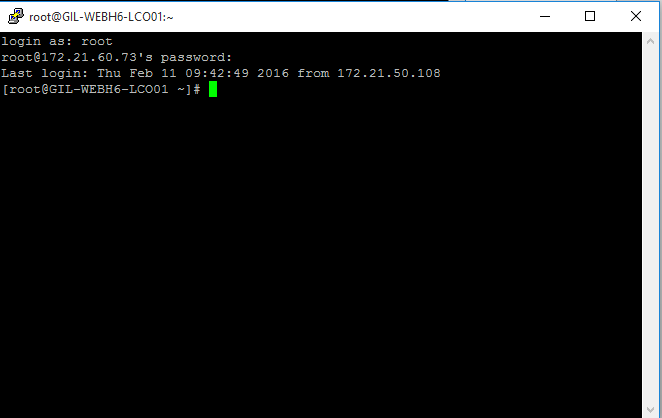 root@GIL-WEBH6-LCO01:~
login as: root
root@172.21.60.73's password:
Last login: Thu Feb 11 09:42:49 2016 from 172.21.50.108
[root@GIL-WEBH6-LCO01 ~]#